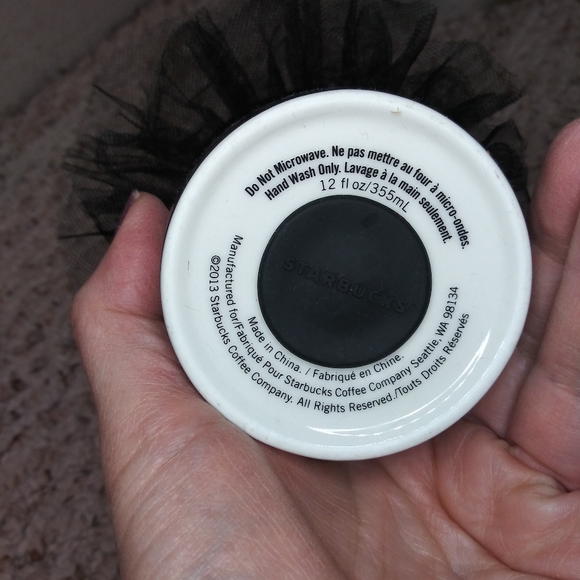 Do Not Microwave. Ne pas mettre au four à micro-ondes.
Hand Wash Only. Lavage à la main seulement.
12 fl oz/355mL
STARBUCKS
Made in China. / Fabriqué en Chine.
Manufactured for/Fabriqué Pour Starbucks Coffee Company Seattle, WA 98134
©2013 Starbucks Coffee Company. All Rights Reserved./Touts Droits Réservés